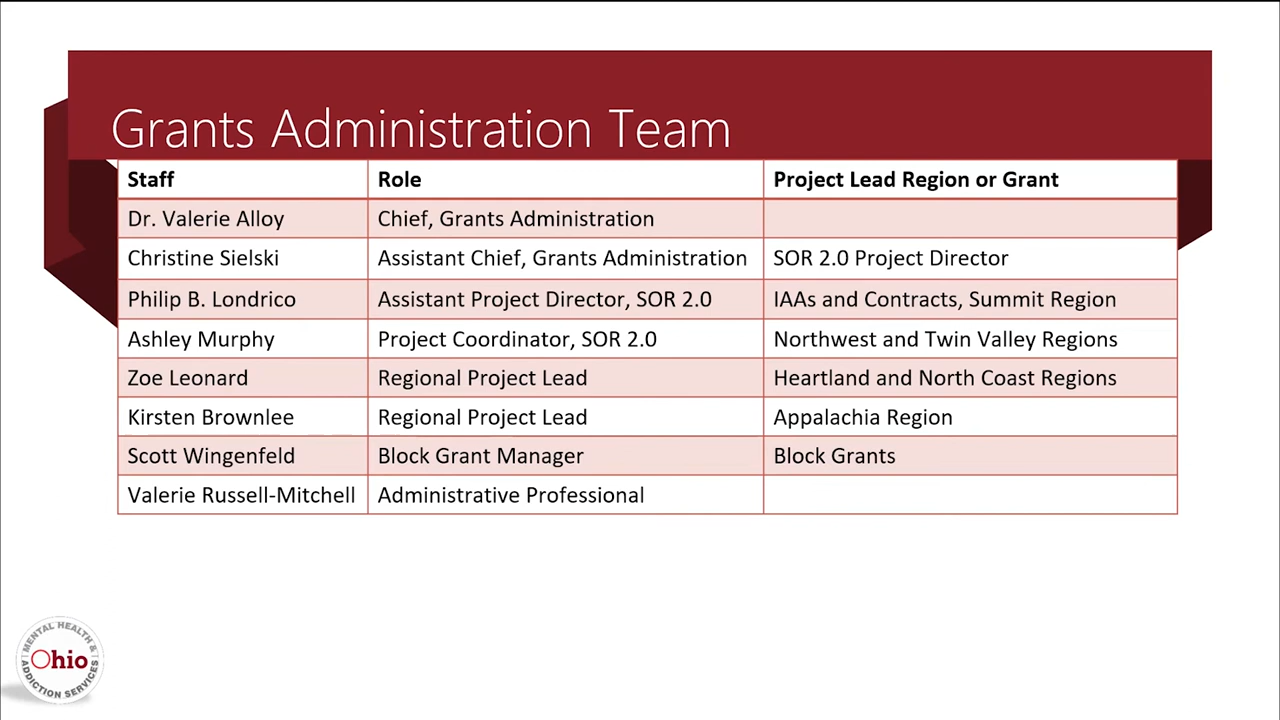 Grants Administration Team
Staff Role Project Lead Region or Grant
Dr. Valerie Alloy Chief, Grants Administration
Christine Sielski Assistant Chief, Grants Administration SOR 2.0 Project Director
Philip B. Londrico Assistant Project Director, SOR 2.0 IAAs and Contracts, Summit Region
Ashley Murphy Project Coordinator, SOR 2.0 Northwest and Twin Valley Regions
Zoe Leonard Regional Project Lead Heartland and North Coast Regions
Kirsten Brownlee Regional Project Lead Appalachia Region
Scott Wingenfeld Block Grant Manager Block Grants
Valerie Russell-Mitchell Administrative Professional
MENTAL HEALTH &
Ohio
ADDICTION SERVICES